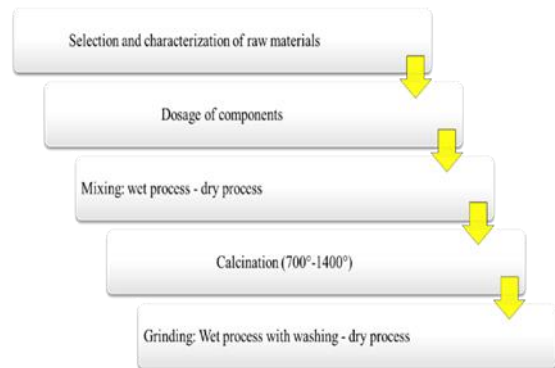 Selection and characterization of raw materials
Dosage of components
Mixing: wet process - dry process
Calcination (700°-1400°)
Grinding: Wet process with washing - dry process